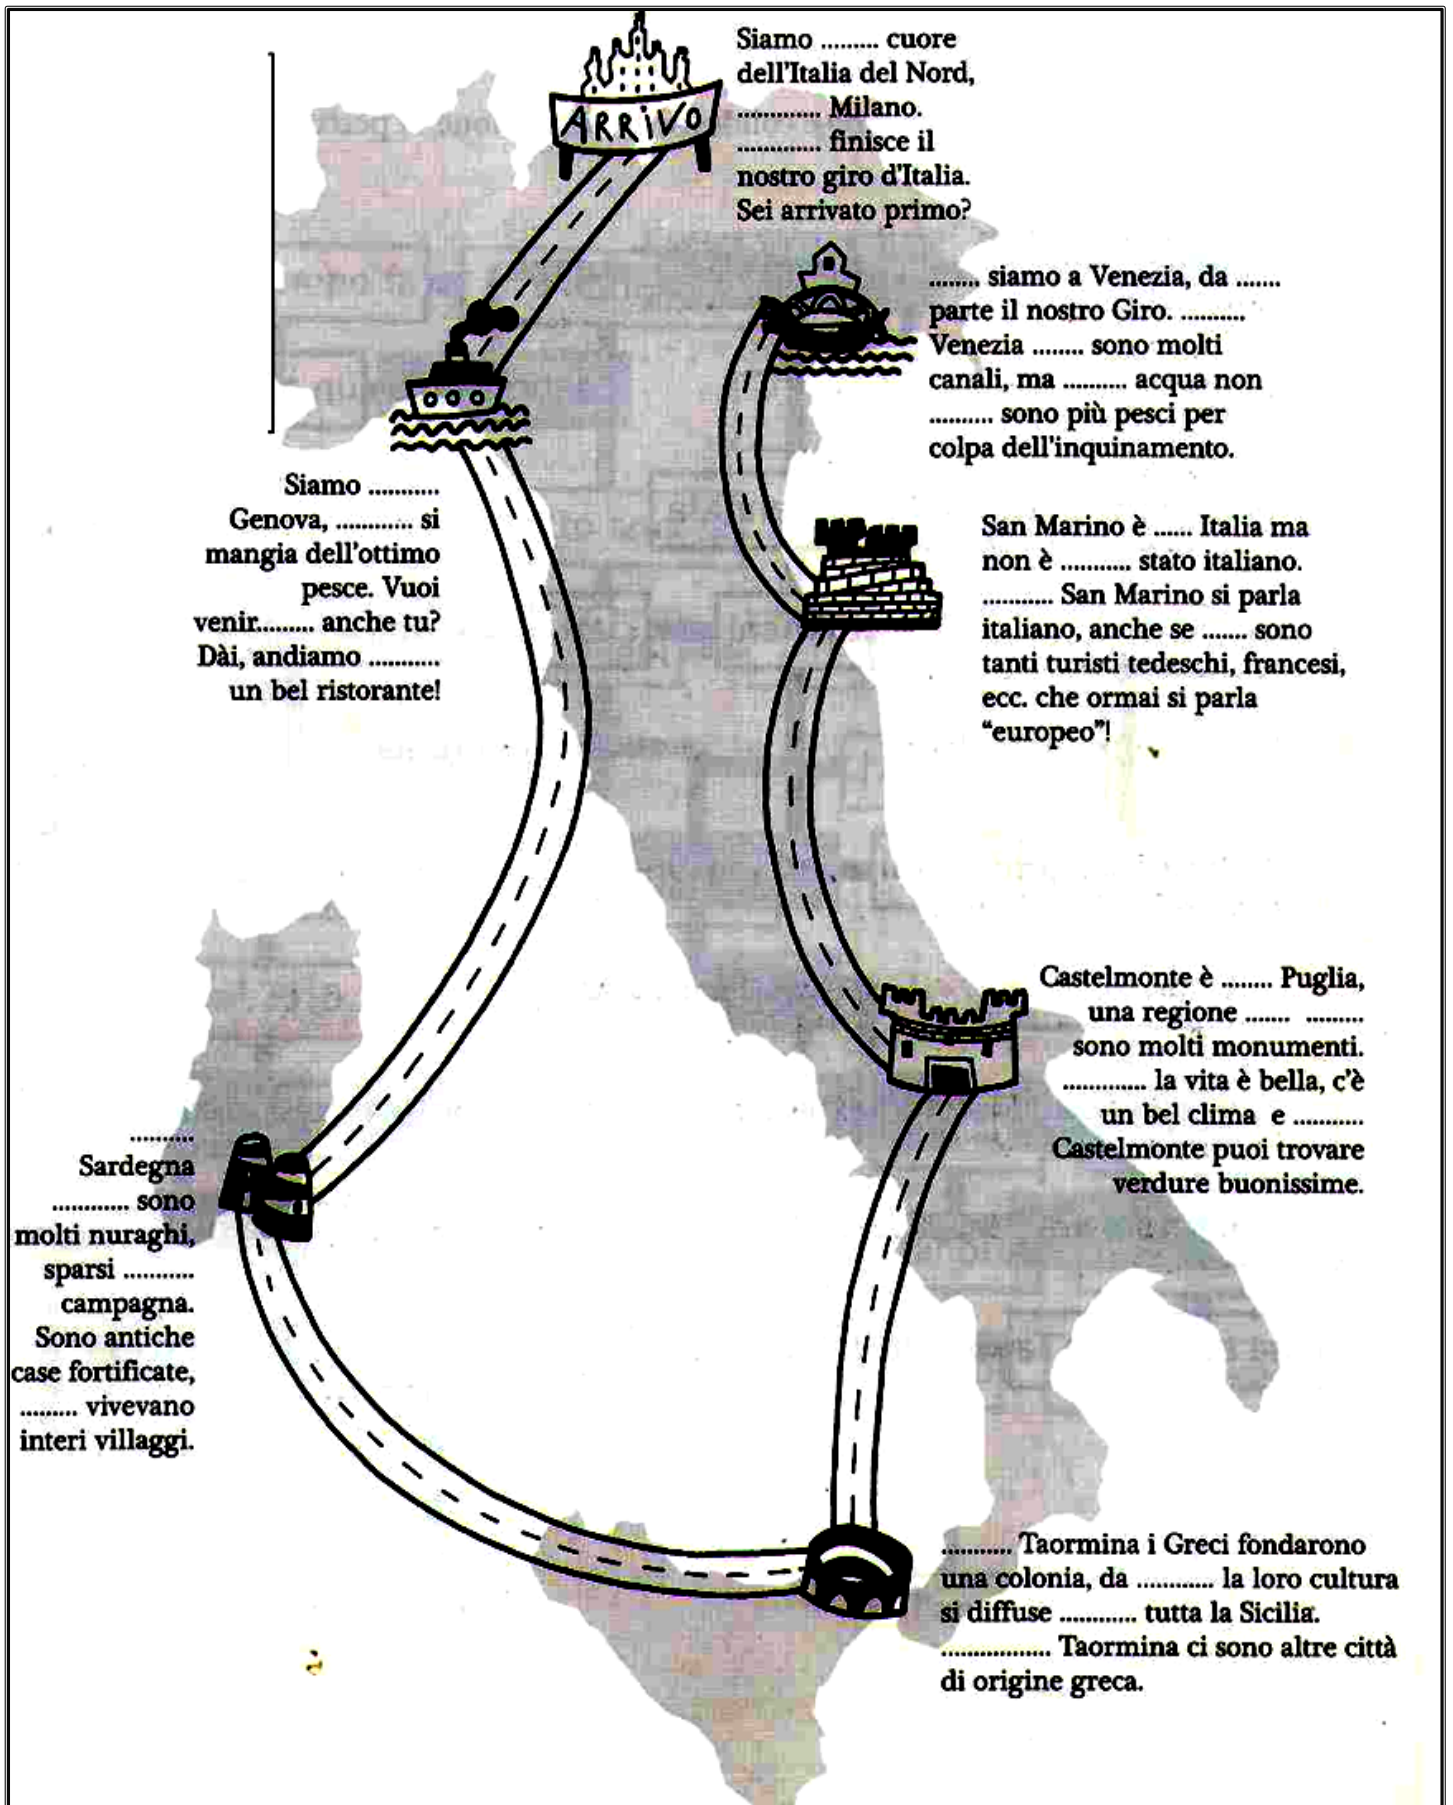 ARRIVO
Siamo ......... cuore
dell'Italia del Nord,
............. Milano.
............. finisce il
nostro giro d'Italia.
Sei arrivato primo?
........ siamo a Venezia, da .......
parte il nostro Giro. ..........
Venezia ........ sono molti
canali, ma .......... acqua non
.......... sono più pesci per
colpa dell'inquinamento.
Siamo ...........
Genova, ............ si
mangia dell'ottimo
pesce. Vuoi
venir......... anche tu?
Dài, andiamo ...........
un bel ristorante!
San Marino è ...... Italia ma
non è ........... stato italiano.
........... San Marino si parla
italiano, anche se ....... sono
tanti turisti tedeschi, francesi,
ecc. che ormai si parla
“europeo”!
Castelmonte è ........ Puglia,
una regione ....... .........
sono molti monumenti.
............. la vita è bella, c'è
un bel clima e ...........
Castelmonte puoi trovare
verdure buonissime.
..........
Sardegna
............ sono
molti nuraghi,
sparsi ...........
campagna.
Sono antiche
case fortificate,
......... vivevano
interi villaggi.
........... Taormina i Greci fondarono
una colonia, da ............ la loro cultura
si diffuse ............ tutta la Sicilia.
................. Taormina ci sono altre città
di origine greca.